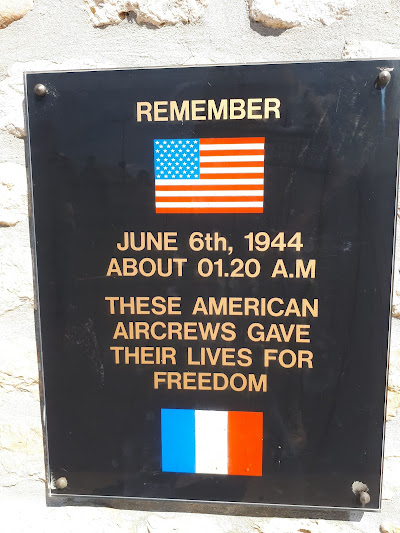 REMEMBER
JUNE 6th, 1944
ABOUT 01.20 A.M
THESE AMERICAN
AIRCREWS GAVE
THEIR LIVES FOR
FREEDOM